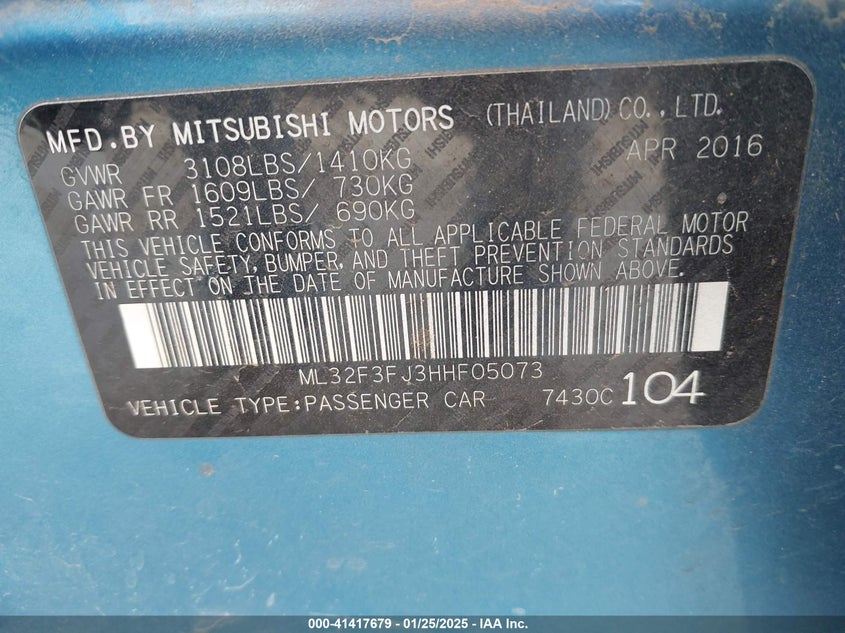 MFD.BY MITSUBISHI MOTORS (THAILAND)CO.,LTD.
GVWR 3108LBS/1410KG APR 2016
GAWR FR 1609LBS/ 730KG
GAWR RR 1521LBS/ 690KG
THIS VEHICLE CONFORMS TO ALL APPLICABLE FEDERAL MOTOR
VEHICLE SAFETY, BUMPER, AND THEFT PREVENTION STANDARDS
IN EFFECT ON THE DATE OF MANUFACTURE SHOWN ABOVE.
ML32F3FJ3HHF05073
VEHICLE TYPE:PASSENGER CAR 7430C 104
000-41417679 - 01/25/2025 - IAA Inc.